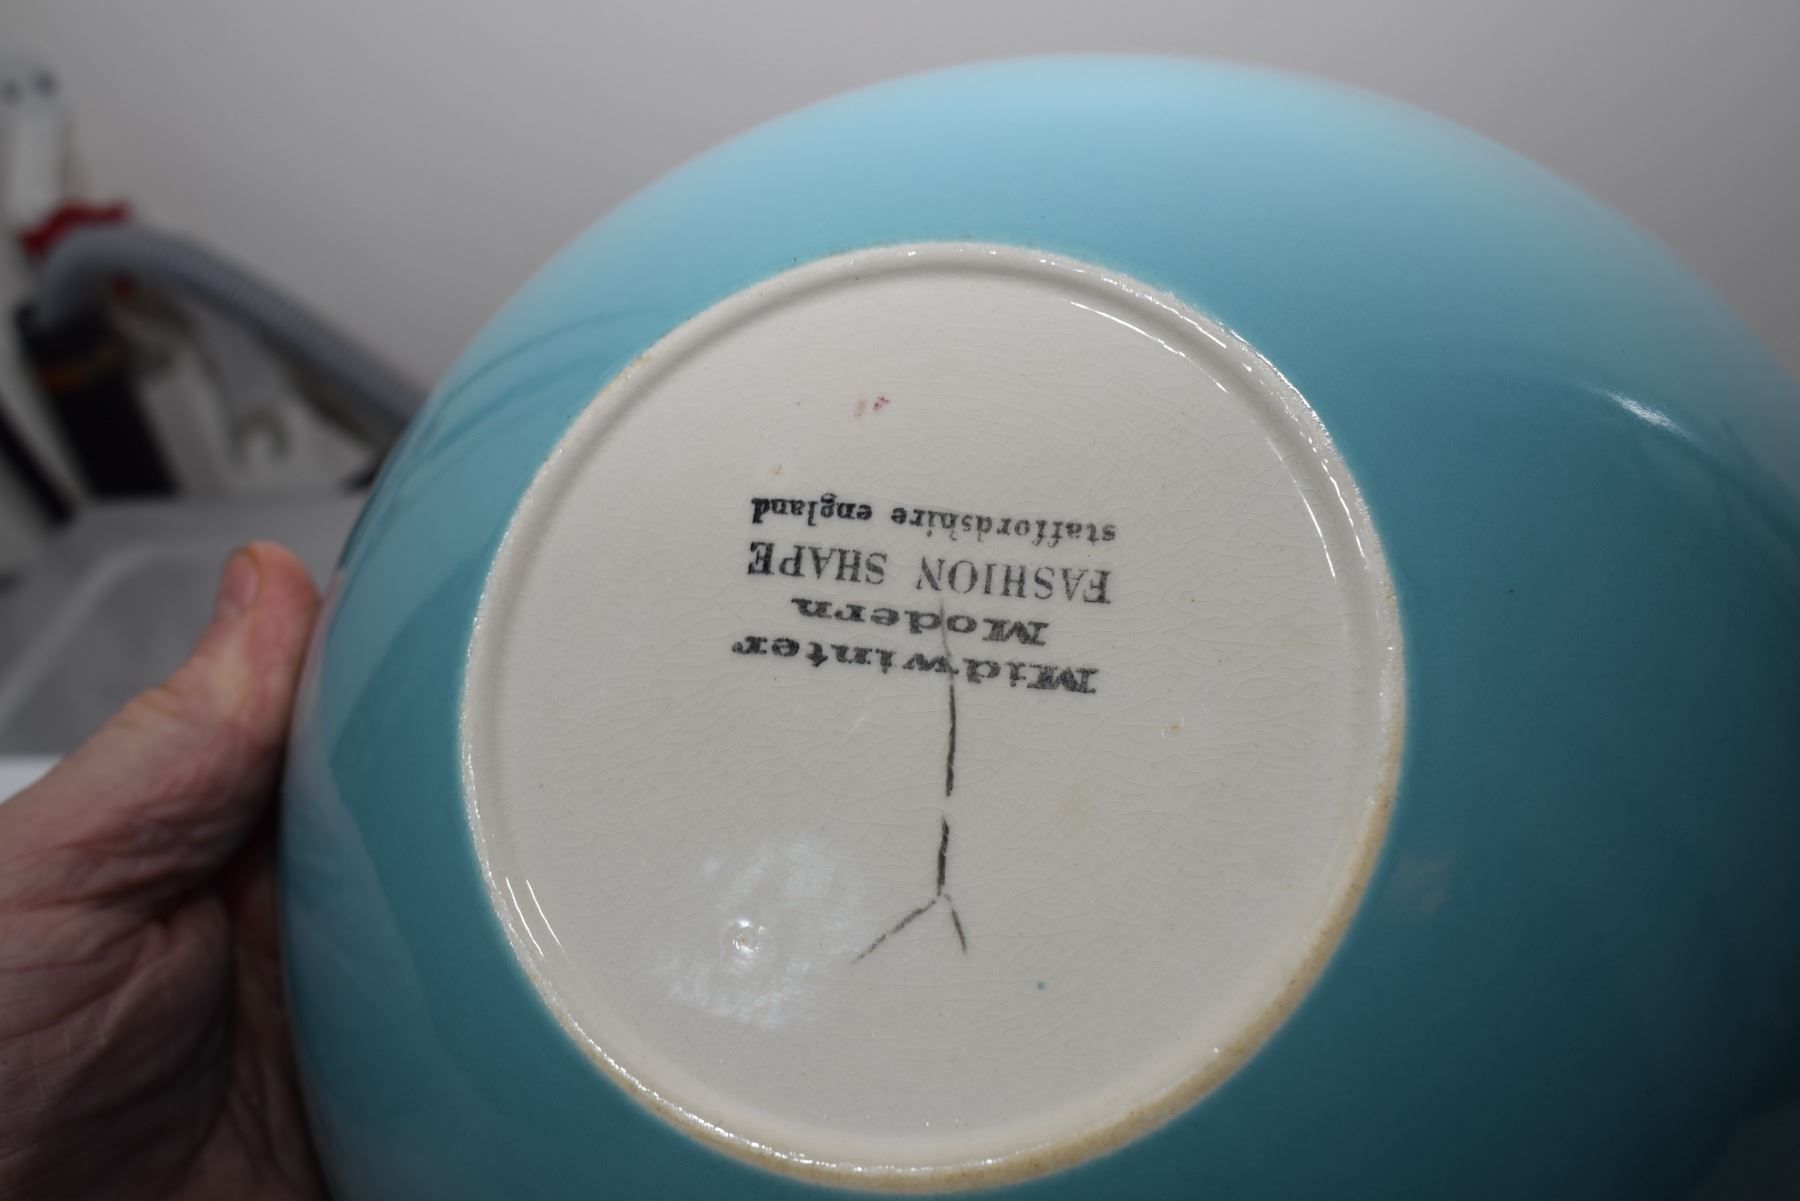 Midwinter
Modern
FASHION SHAPE
staffordshire england